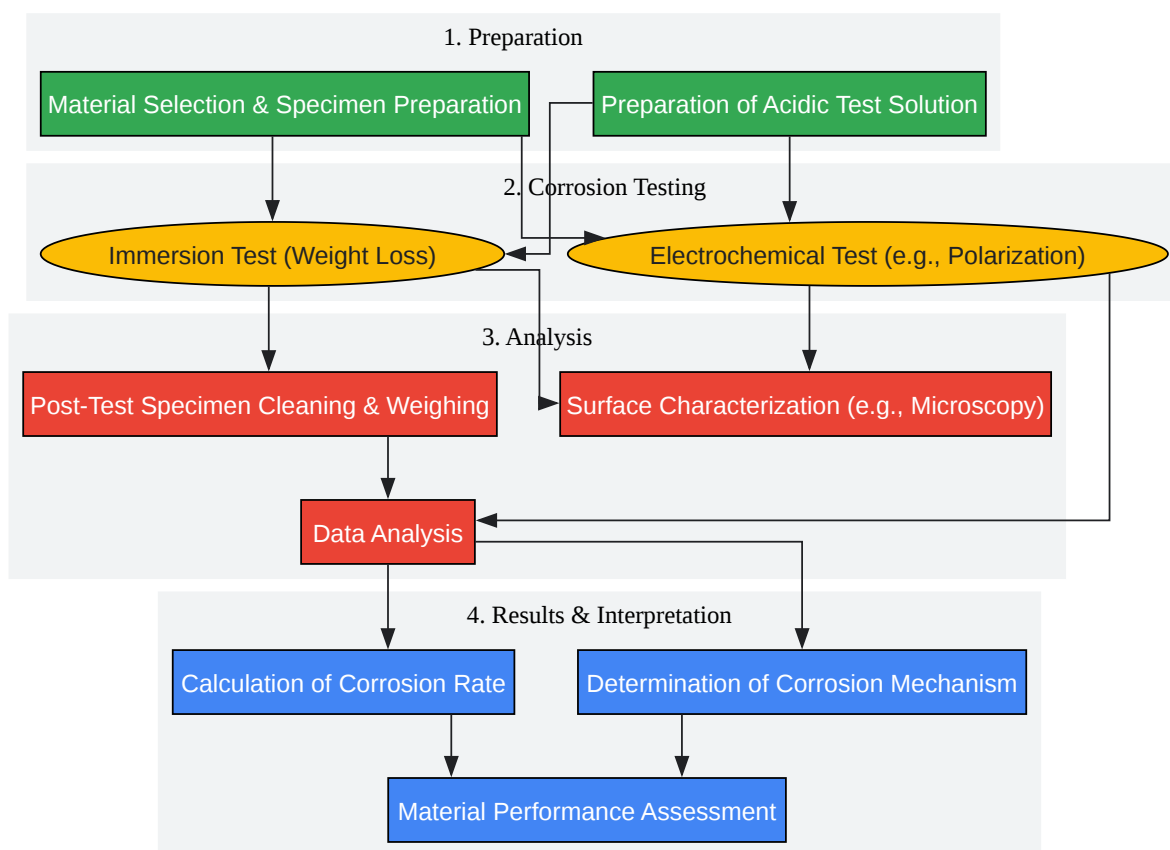 1. Preparation
Material Selection & Specimen Preparation
Preparation of Acidic Test Solution
2. Corrosion Testing
Immersion Test (Weight Loss)
Electrochemical Test (e.g., Polarization)
3. Analysis
Post-Test Specimen Cleaning & Weighing
Surface Characterization (e.g., Microscopy)
Data Analysis
4. Results & Interpretation
Calculation of Corrosion Rate
Determination of Corrosion Mechanism
Material Performance Assessment